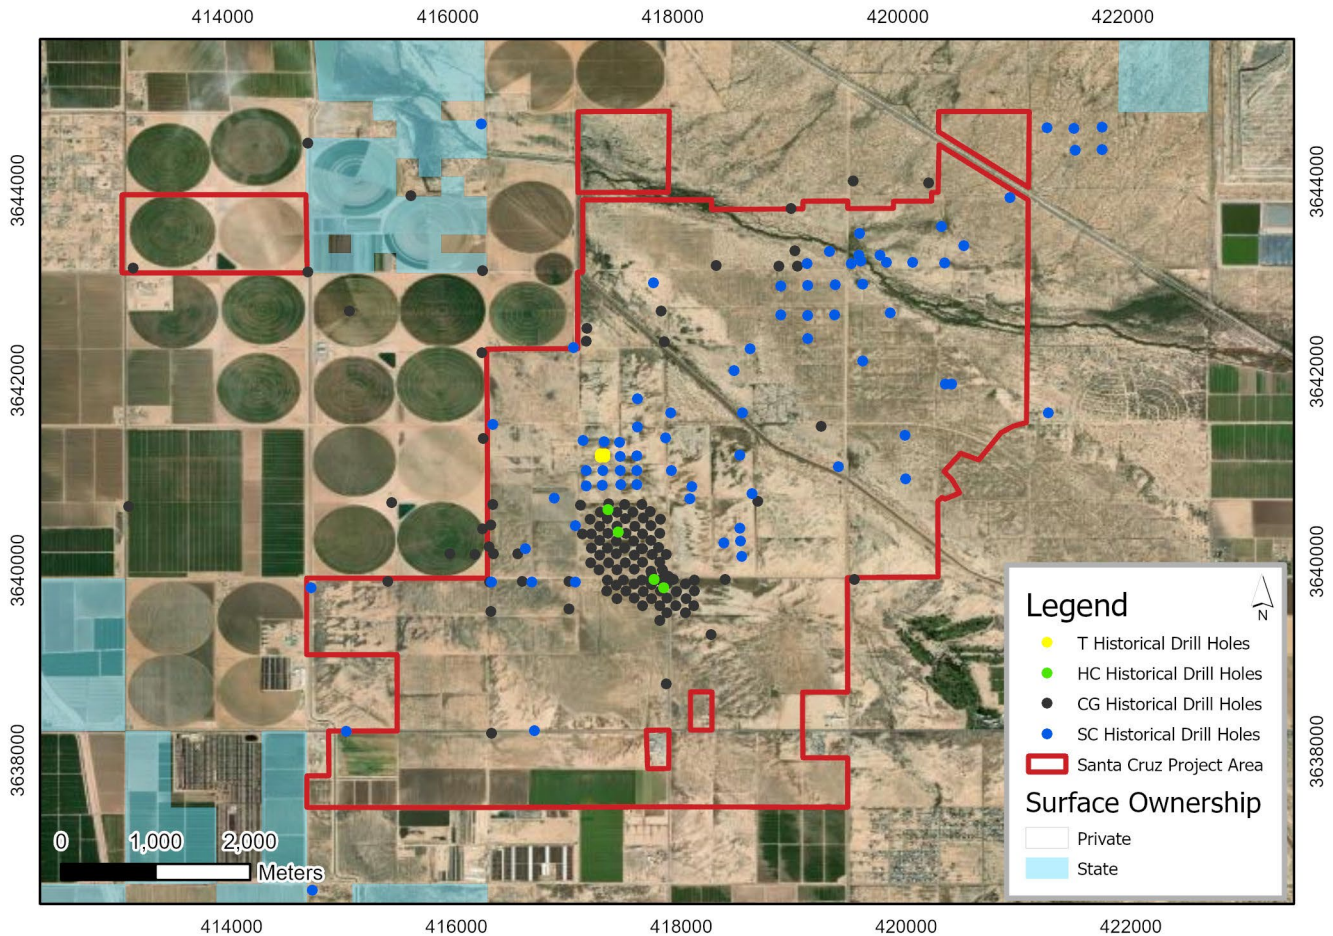 414000 416000 418000 420000 422000
3644000 3644000
3642000 3642000
3640000 3640000
3638000 3638000
Legend
N
T Historical Drill Holes
HC Historical Drill Holes
CG Historical Drill Holes
SC Historical Drill Holes
Santa Cruz Project Area
Surface Ownership
Private
State
0 1,000 2,000
Meters
414000 416000 418000 420000 422000